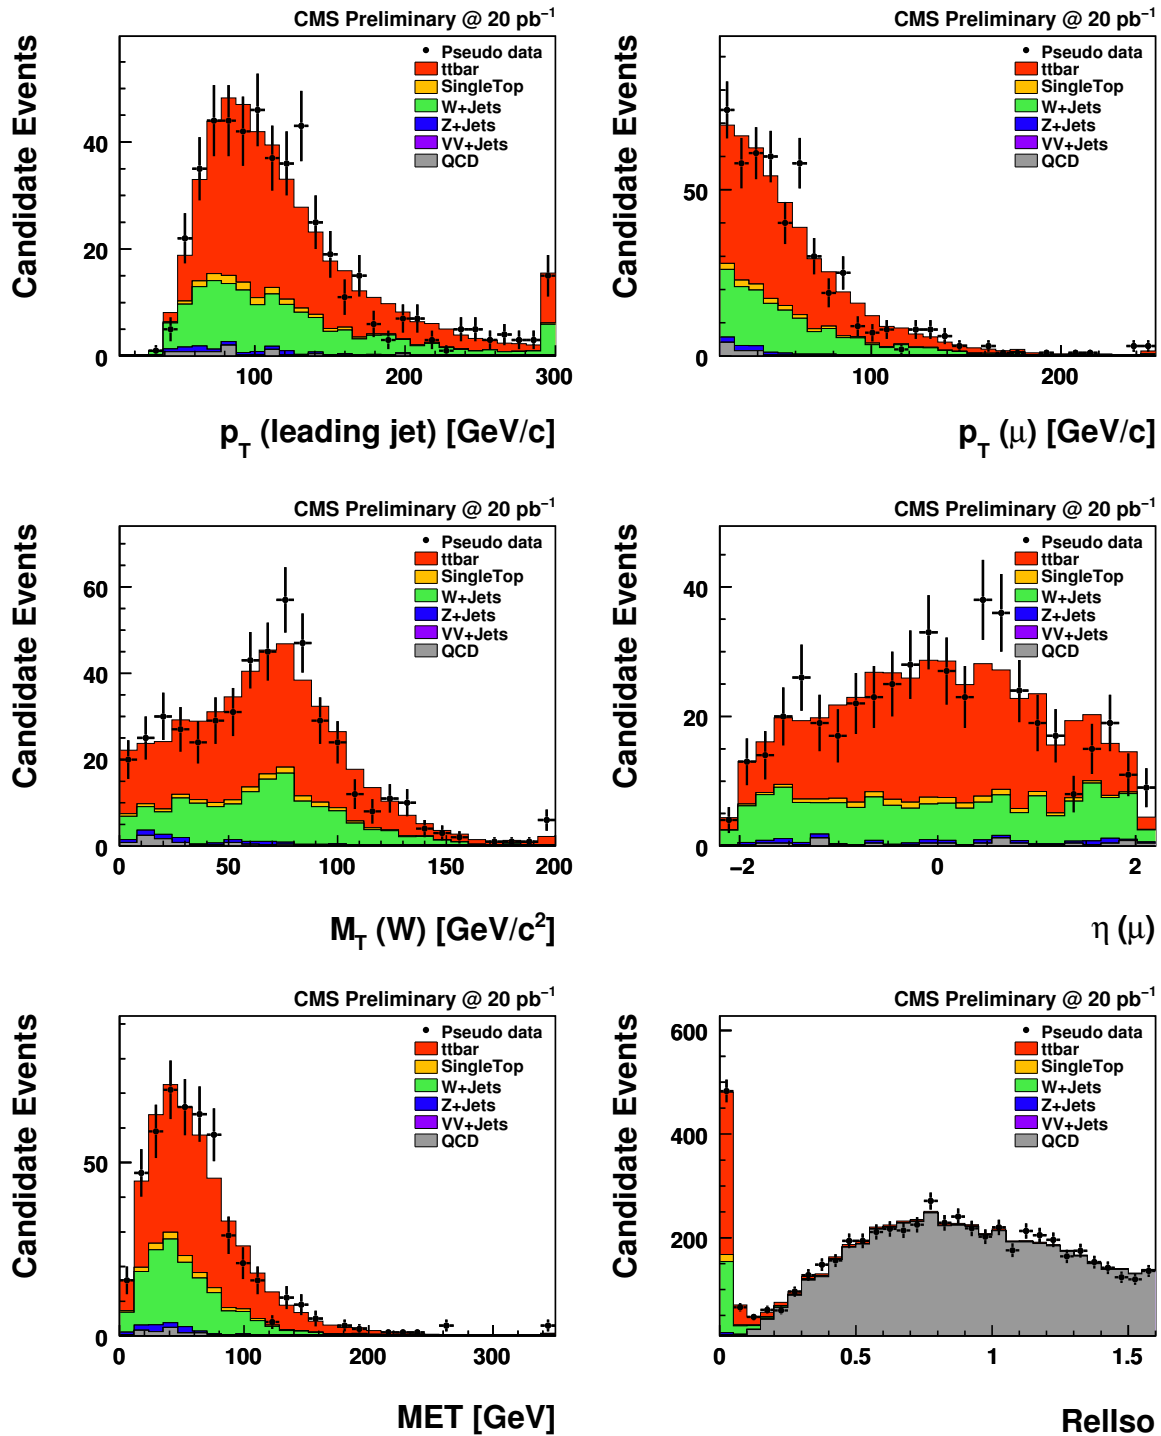 CMS Preliminary @ 20 pb⁻¹
Candidate Events
Pseudo data
ttbar
SingleTop
W+Jets
Z+Jets
VV+Jets
QCD
40
20
0
100 200 300
p_T (leading jet) [GeV/c]
CMS Preliminary @ 20 pb⁻¹
Candidate Events
Pseudo data
ttbar
SingleTop
W+Jets
Z+Jets
VV+Jets
QCD
50
0
100 200
p_T (μ) [GeV/c]
CMS Preliminary @ 20 pb⁻¹
Candidate Events
Pseudo data
ttbar
SingleTop
W+Jets
Z+Jets
VV+Jets
QCD
60
40
20
0
0 50 100 150 200
M_T (W) [GeV/c²]
CMS Preliminary @ 20 pb⁻¹
Candidate Events
Pseudo data
ttbar
SingleTop
W+Jets
Z+Jets
VV+Jets
QCD
40
20
0
−2 0 2
η (μ)
CMS Preliminary @ 20 pb⁻¹
Candidate Events
Pseudo data
ttbar
SingleTop
W+Jets
Z+Jets
VV+Jets
QCD
50
0
0 100 200 300
MET [GeV]
CMS Preliminary @ 20 pb⁻¹
Candidate Events
Pseudo data
ttbar
SingleTop
W+Jets
Z+Jets
VV+Jets
QCD
600
400
200
0 0.5 1 1.5
RelIso